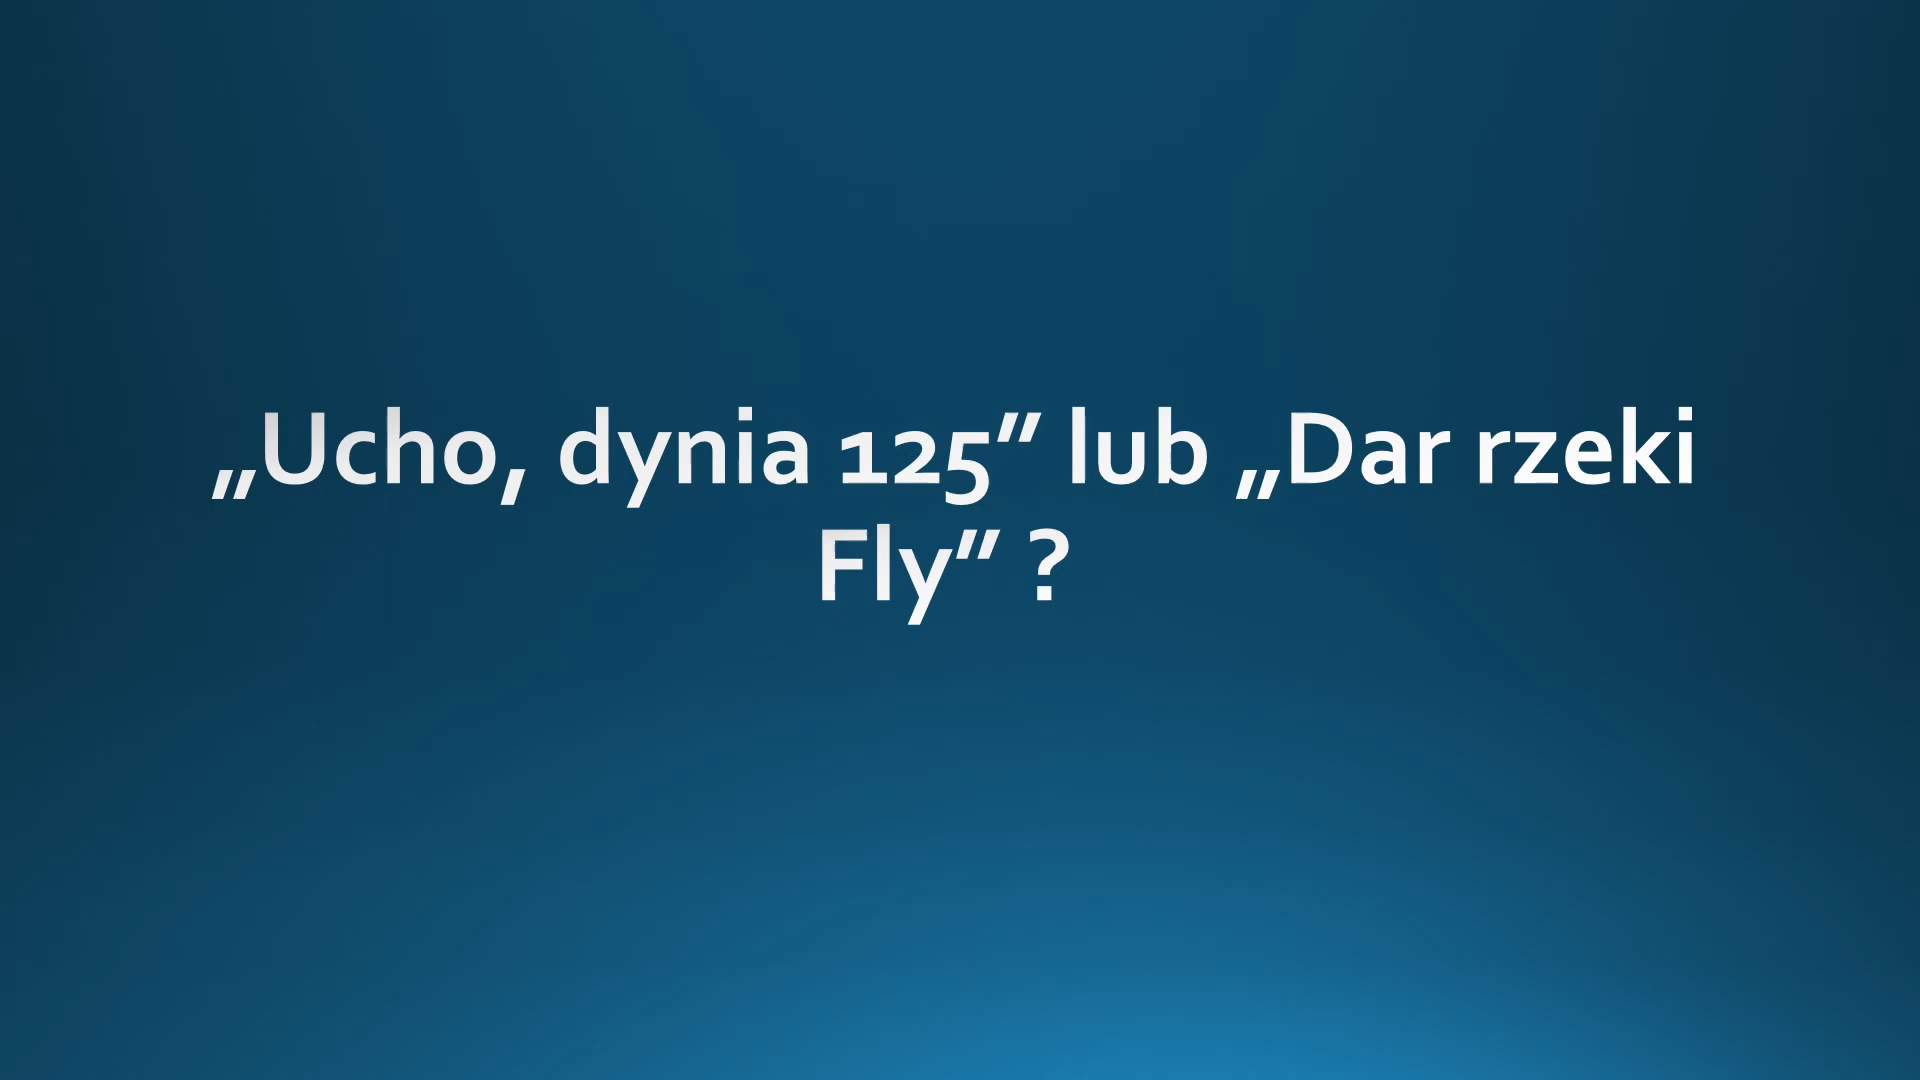 „Ucho, dynia 125” lub „Dar rzeki
Fly” ?